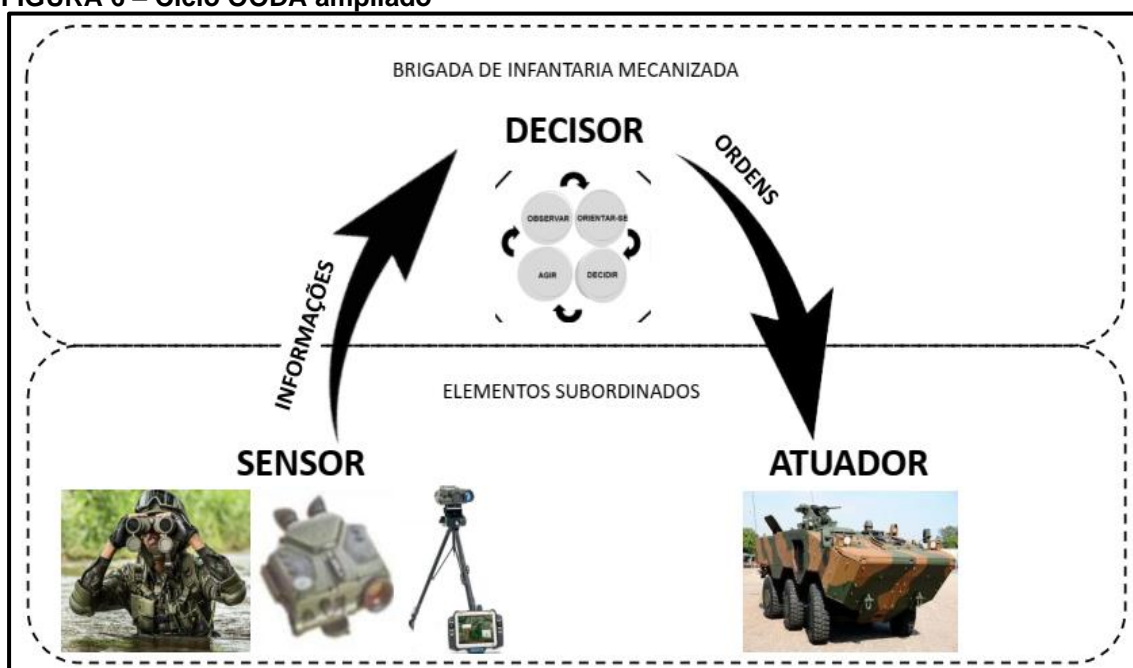 FIGURA 6 – Ciclo OODA ampliado
BRIGADA DE INFANTARIA MECANIZADA
DECISOR
OBSERVAR
ORIENTAR-SE
AGIR
DECIDIR
INFORMAÇÕES
ORDENS
ELEMENTOS SUBORDINADOS
SENSOR
ATUADOR